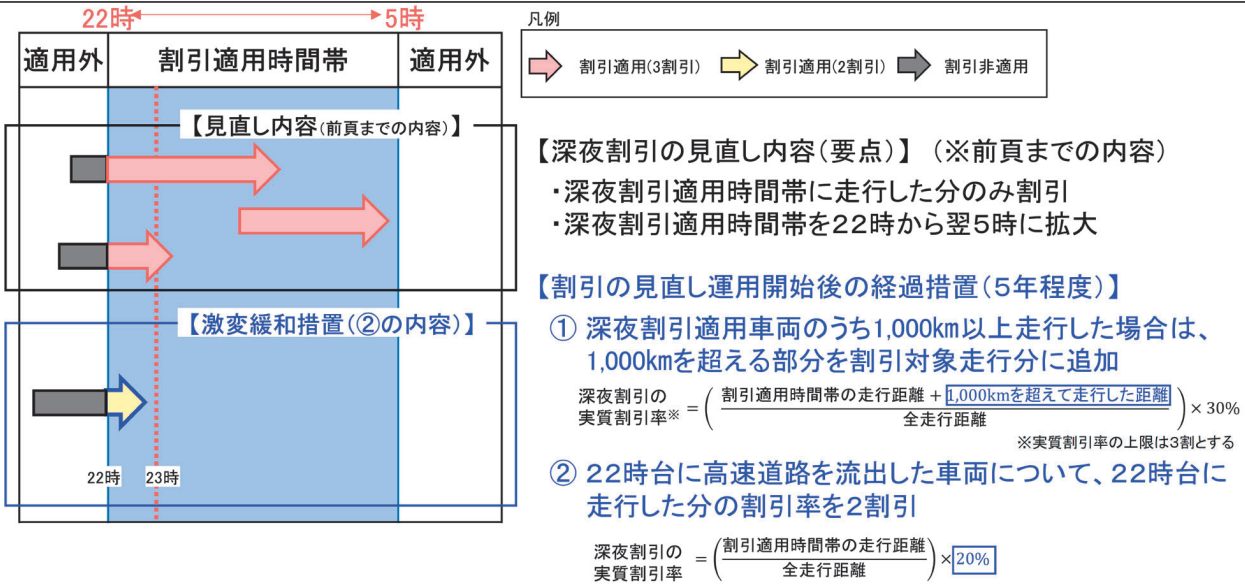 22時 5時
適用外 割引適用時間帯 適用外
【見直し内容(前頁までの内容)】
【激変緩和措置(②の内容)】
22時 23時
凡例
割引適用(3割引) 割引適用(2割引) 割引非適用
【深夜割引の見直し内容(要点)】 (※前頁までの内容)
・深夜割引適用時間帯に走行した分のみ割引
・深夜割引適用時間帯を22時から翌5時に拡大
【割引の見直し運用開始後の経過措置(5年程度)】
① 深夜割引適用車両のうち1,000km以上走行した場合は、
1,000kmを超える部分を割引対象走行分に追加
深夜割引の
実質割引率※ = ( 割引適用時間帯の走行距離 + 1,000kmを超えて走行した距離
全走行距離 ) × 30%
※実質割引率の上限は3割とする
② 22時台に高速道路を流出した車両について、22時台に
走行した分の割引率を2割引
深夜割引の
実質割引率 = ( 割引適用時間帯の走行距離
全走行距離 ) × 20%